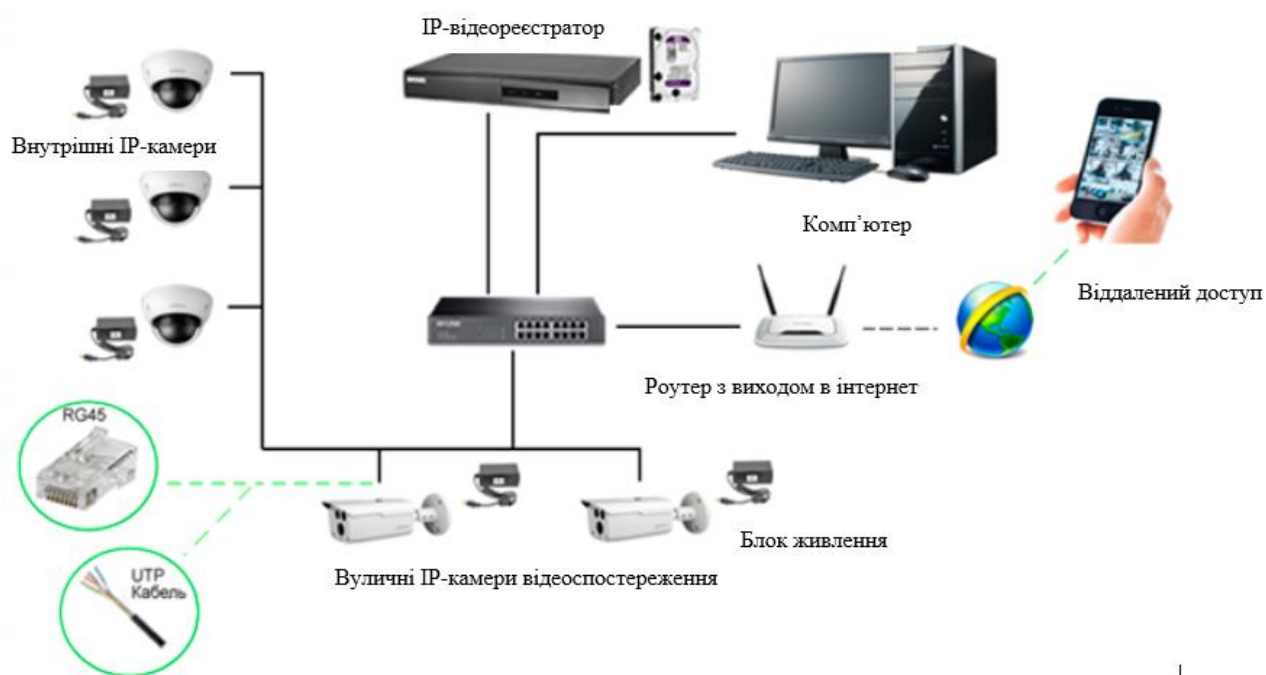 IP-відеореєстратор
Внутрішні IP-камери
Комп’ютер
Віддалений доступ
Роутер з виходом в інтернет
RG45
Блок живлення
UTP
Кабель
Вуличні IP-камери відеоспостереження